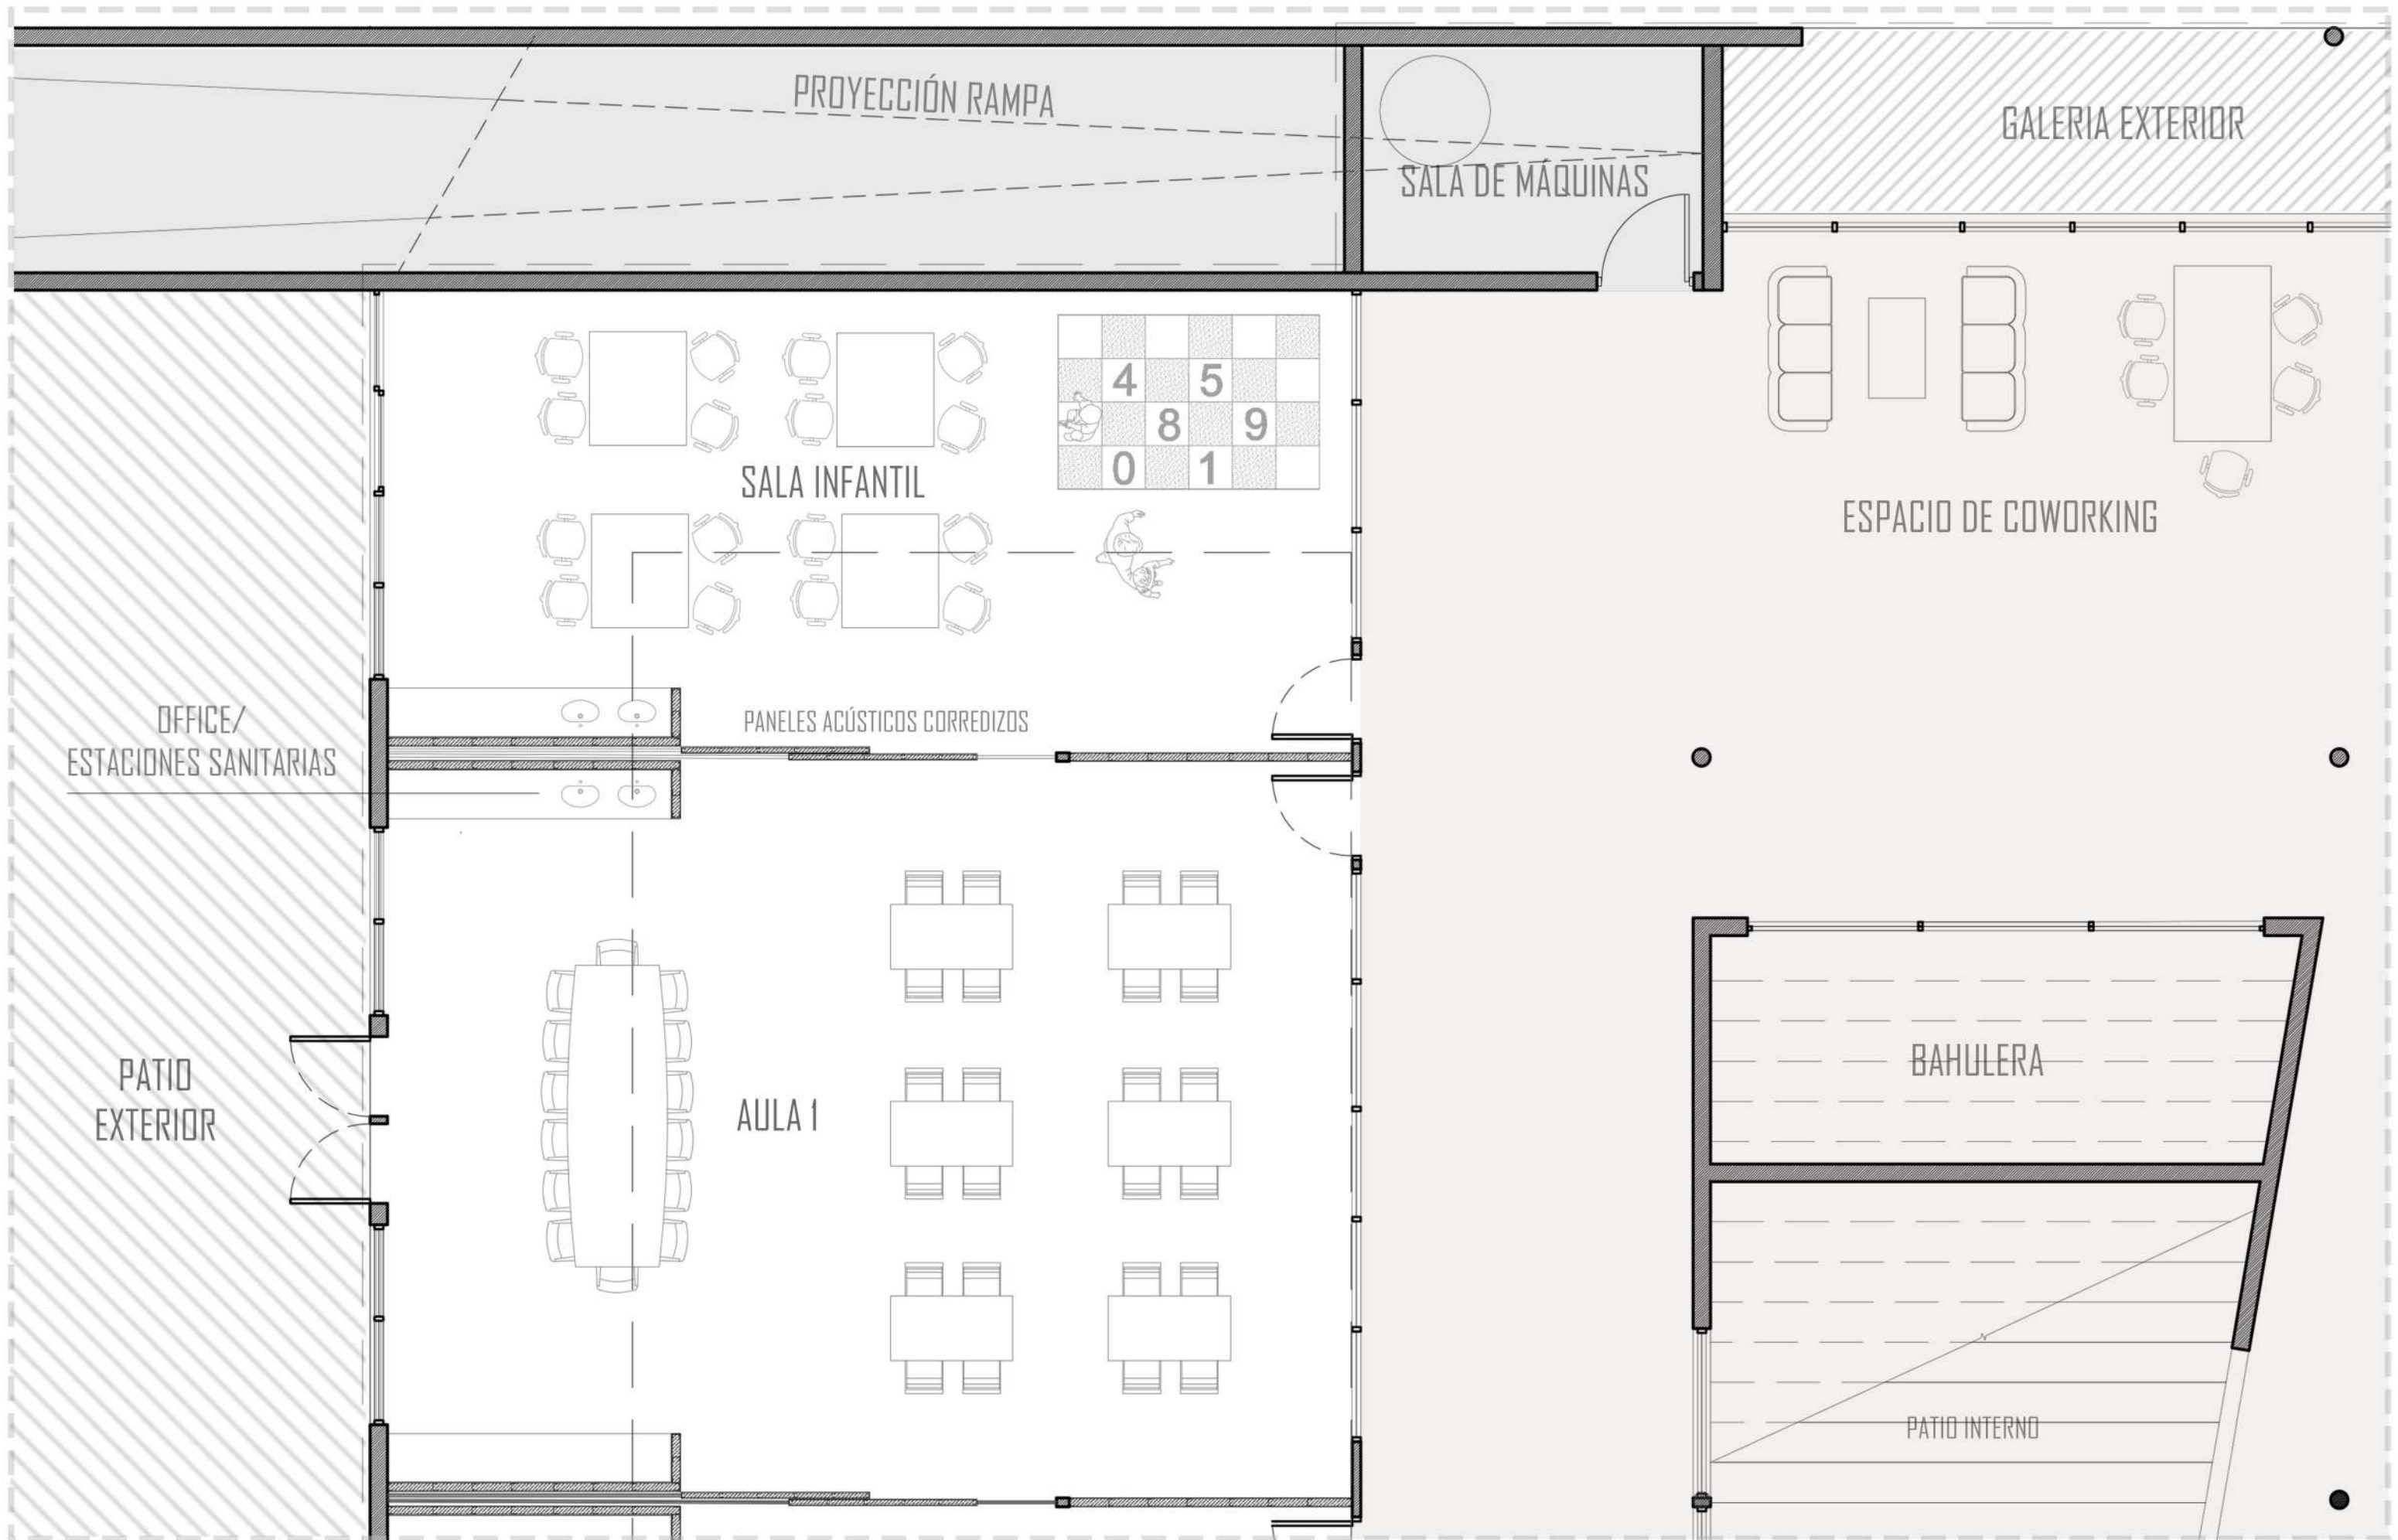 PROYECCIÓN RAMPA
GALERIA EXTERIOR
SALA DE MÁQUINAS
4 5
8 9
0 1
SALA INFANTIL
ESPACIO DE COWORKING
OFFICE/
ESTACIONES SANITARIAS
PANELES ACÚSTICOS CORREDIZOS
PATIO
EXTERIOR
AULA 1
BAHULERA
PATIO INTERNO